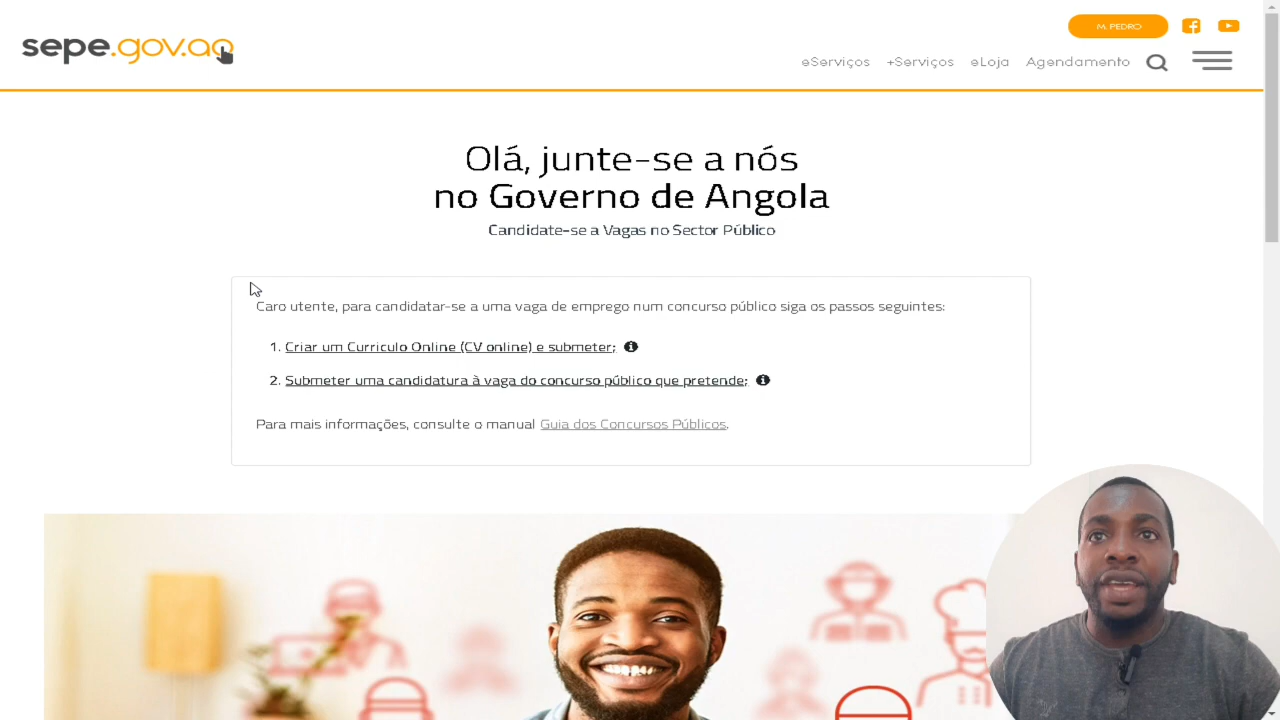 sepe.gov.ao
M. PEDRO
eServiços +Serviços eLoja Agendamento
Olá, junte-se a nós
no Governo de Angola
Candidate-se a Vagas no Sector Público
Caro utente, para candidatar-se a uma vaga de emprego num concurso público siga os passos seguintes:
1. Criar um Curriculo Online (CV online) e submeter;
2. Submeter uma candidatura à vaga do concurso público que pretende;
Para mais informações, consulte o manual Guia dos Concursos Públicos.